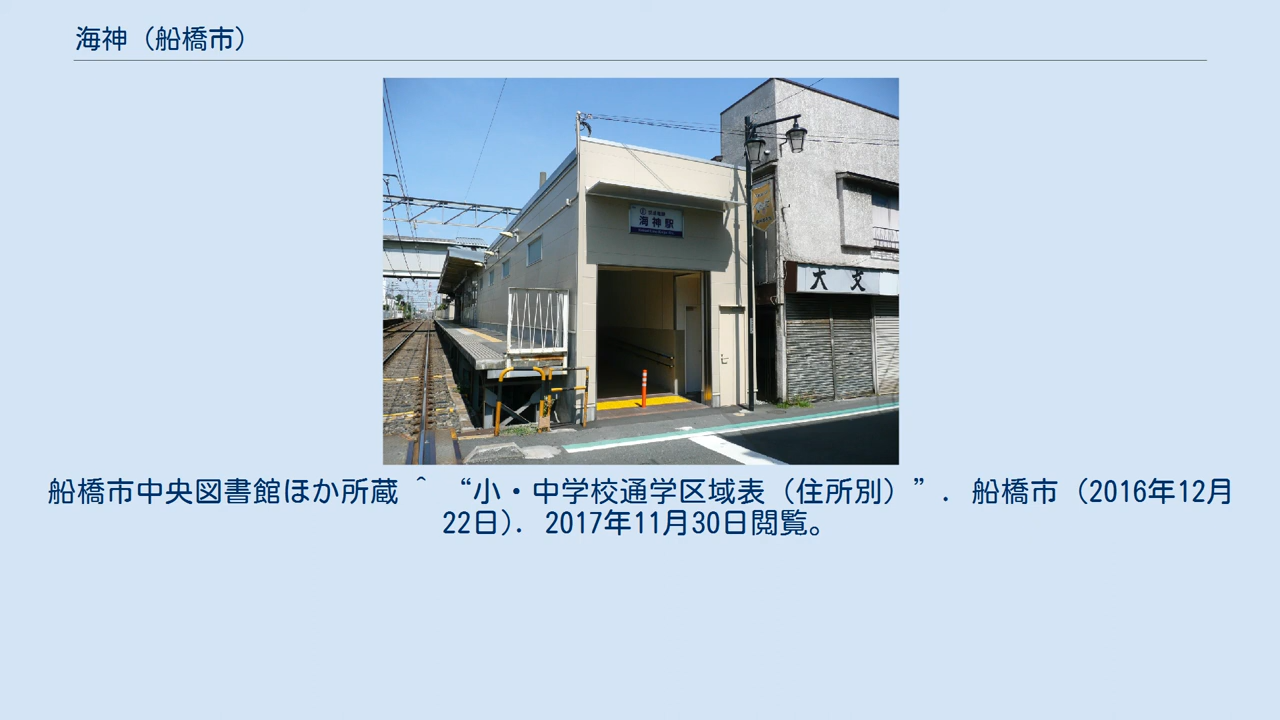 海神（船橋市）
海神駅
大文
船橋市中央図書館ほか所蔵 ^ “小・中学校通学区域表（住所別）”. 船橋市 (2016年12月
22日). 2017年11月30日閲覧。